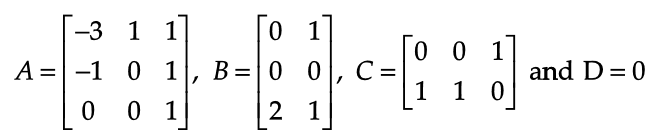 A = [−3 1 1; −1 0 1; 0 0 1], B = [0 1; 0 0; 2 1], C = [0 0 1; 1 1 0] and D = 0